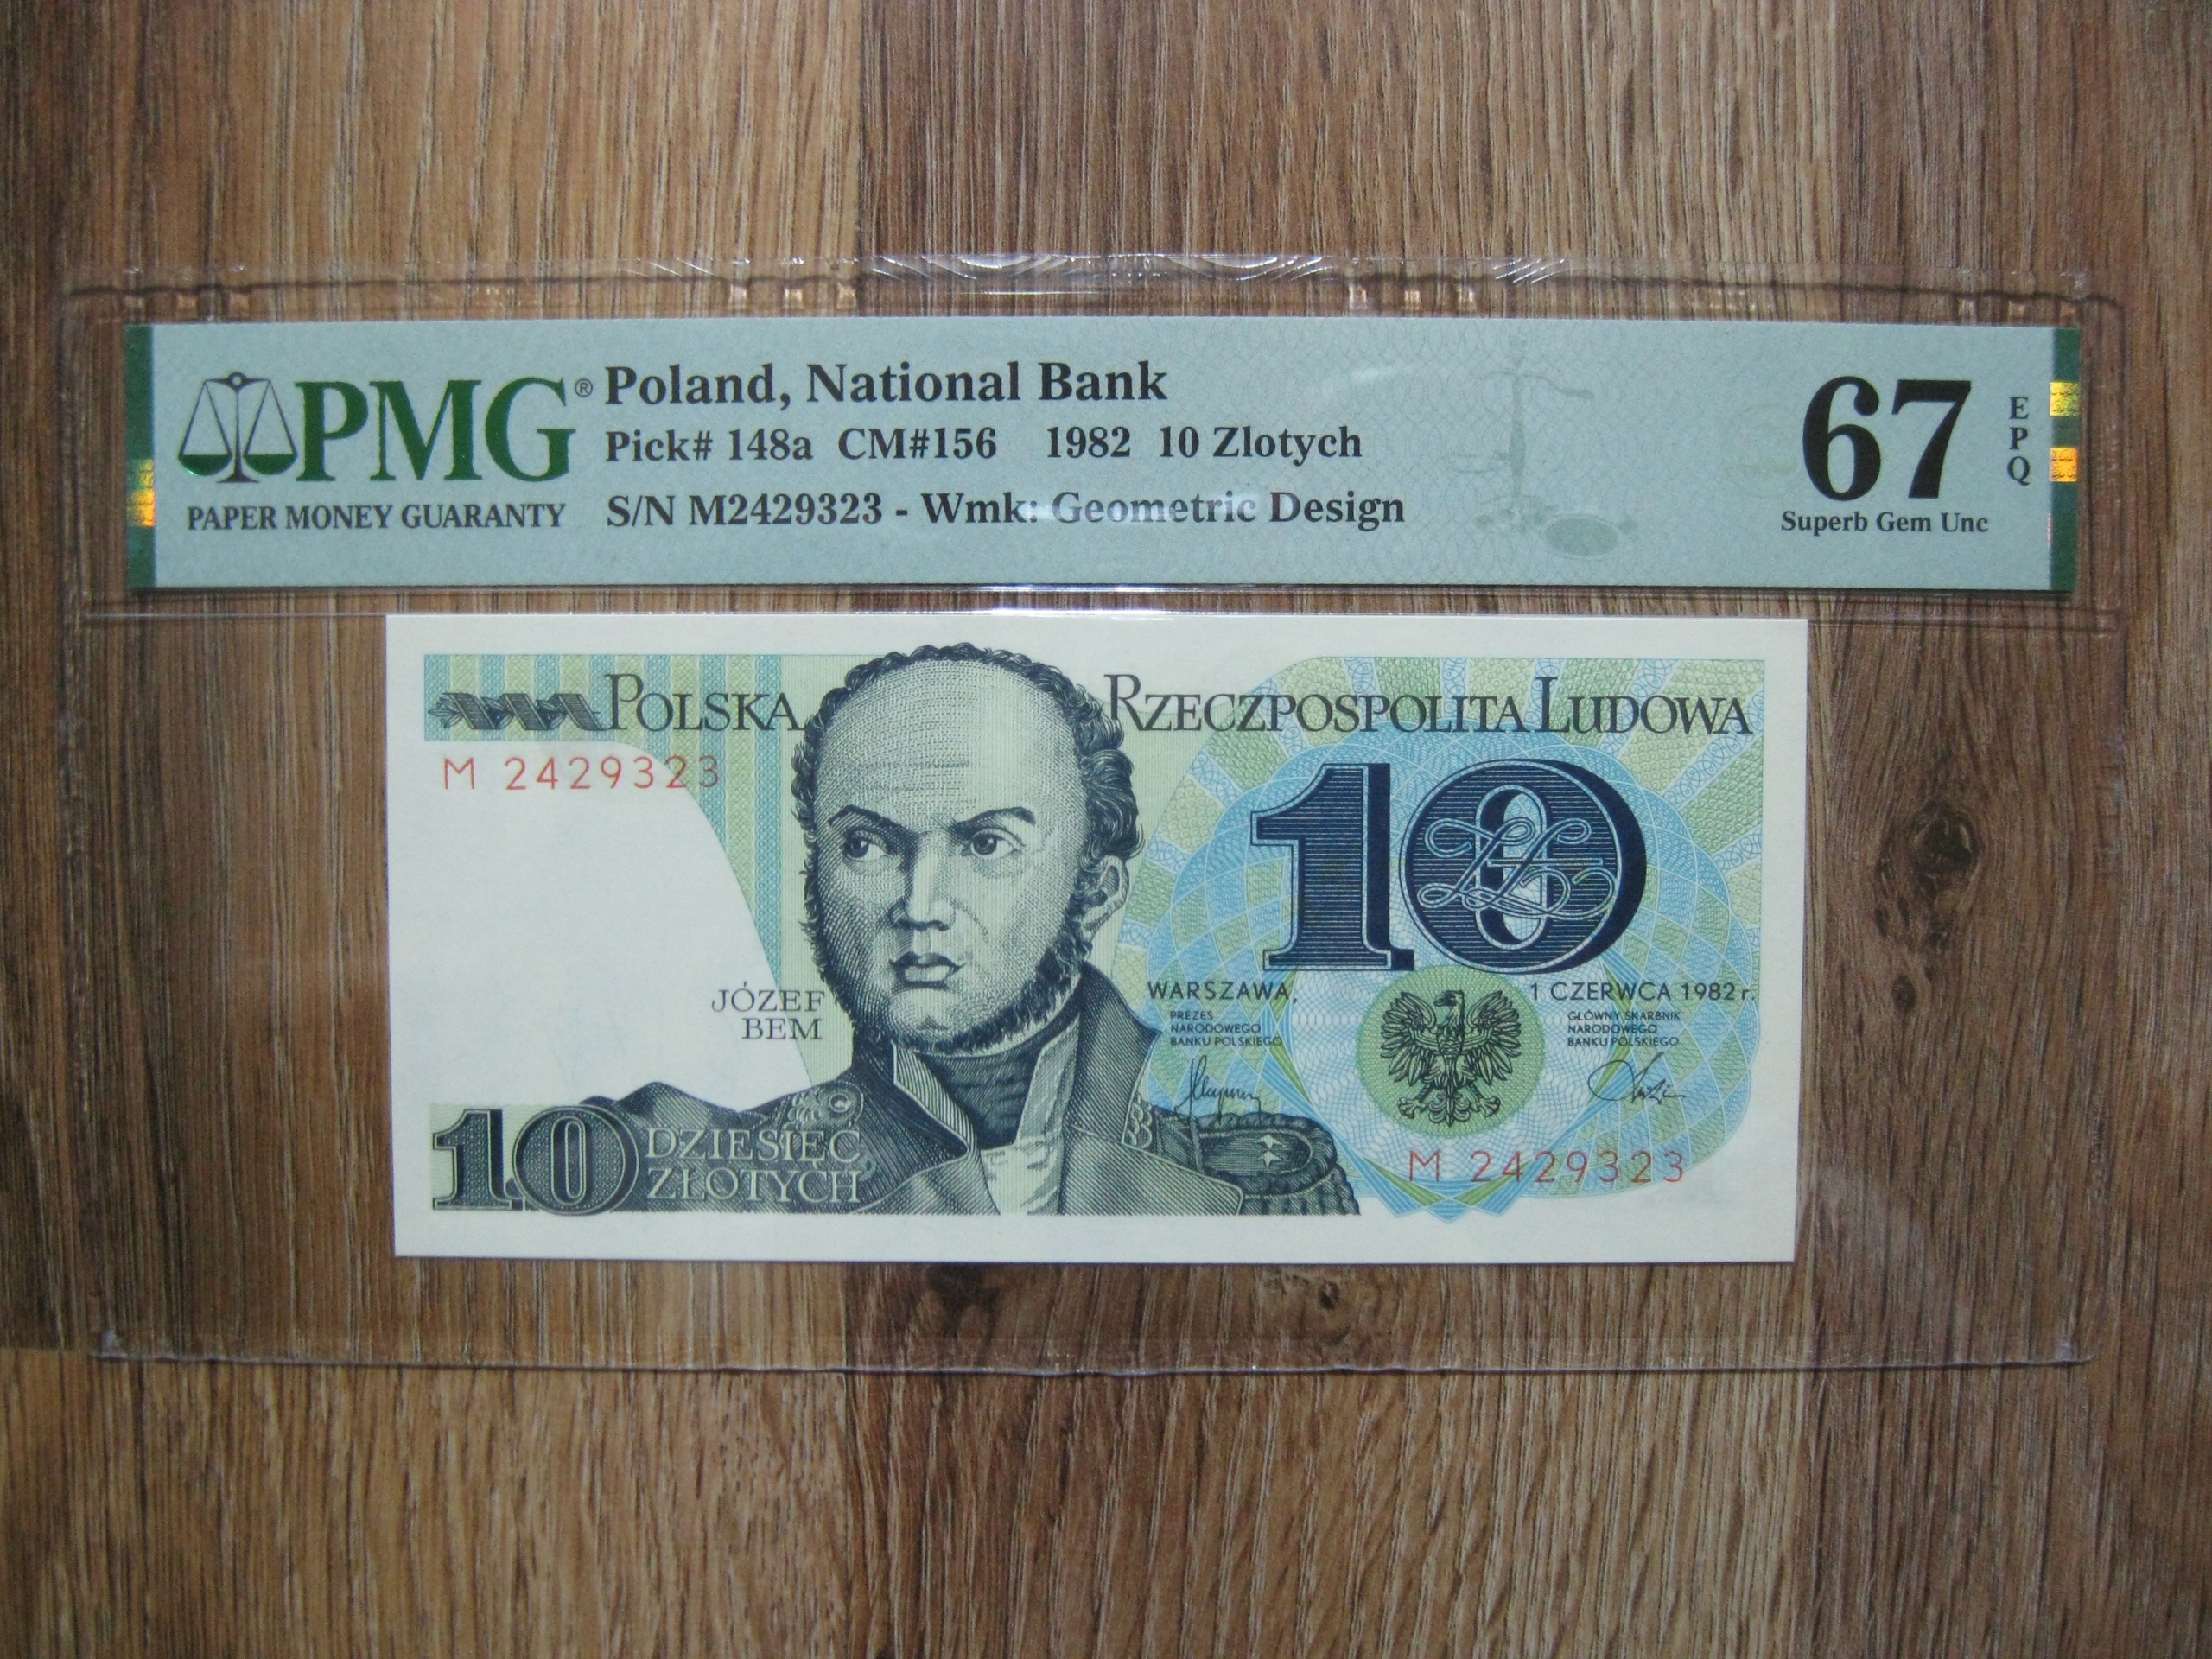 PMG®
PAPER MONEY GUARANTY
Poland, National Bank
Pick# 148a CM#156 1982 10 Zlotych
S/N M2429323 - Wmk: Geometric Design
67
EPQ
Superb Gem Unc
POLSKA RZECZPOSPOLITA LUDOWA
M 2429323
10
JÓZEF
BEM
WARSZAWA, 1 CZERWCA 1982 r.
PREZES
NARODOWEGO
BANKU POLSKIEGO
GŁÓWNY SKARBNIK
NARODOWEGO
BANKU POLSKIEGO
10 DZIESIĘĆ
ZŁOTYCH
M 2429323